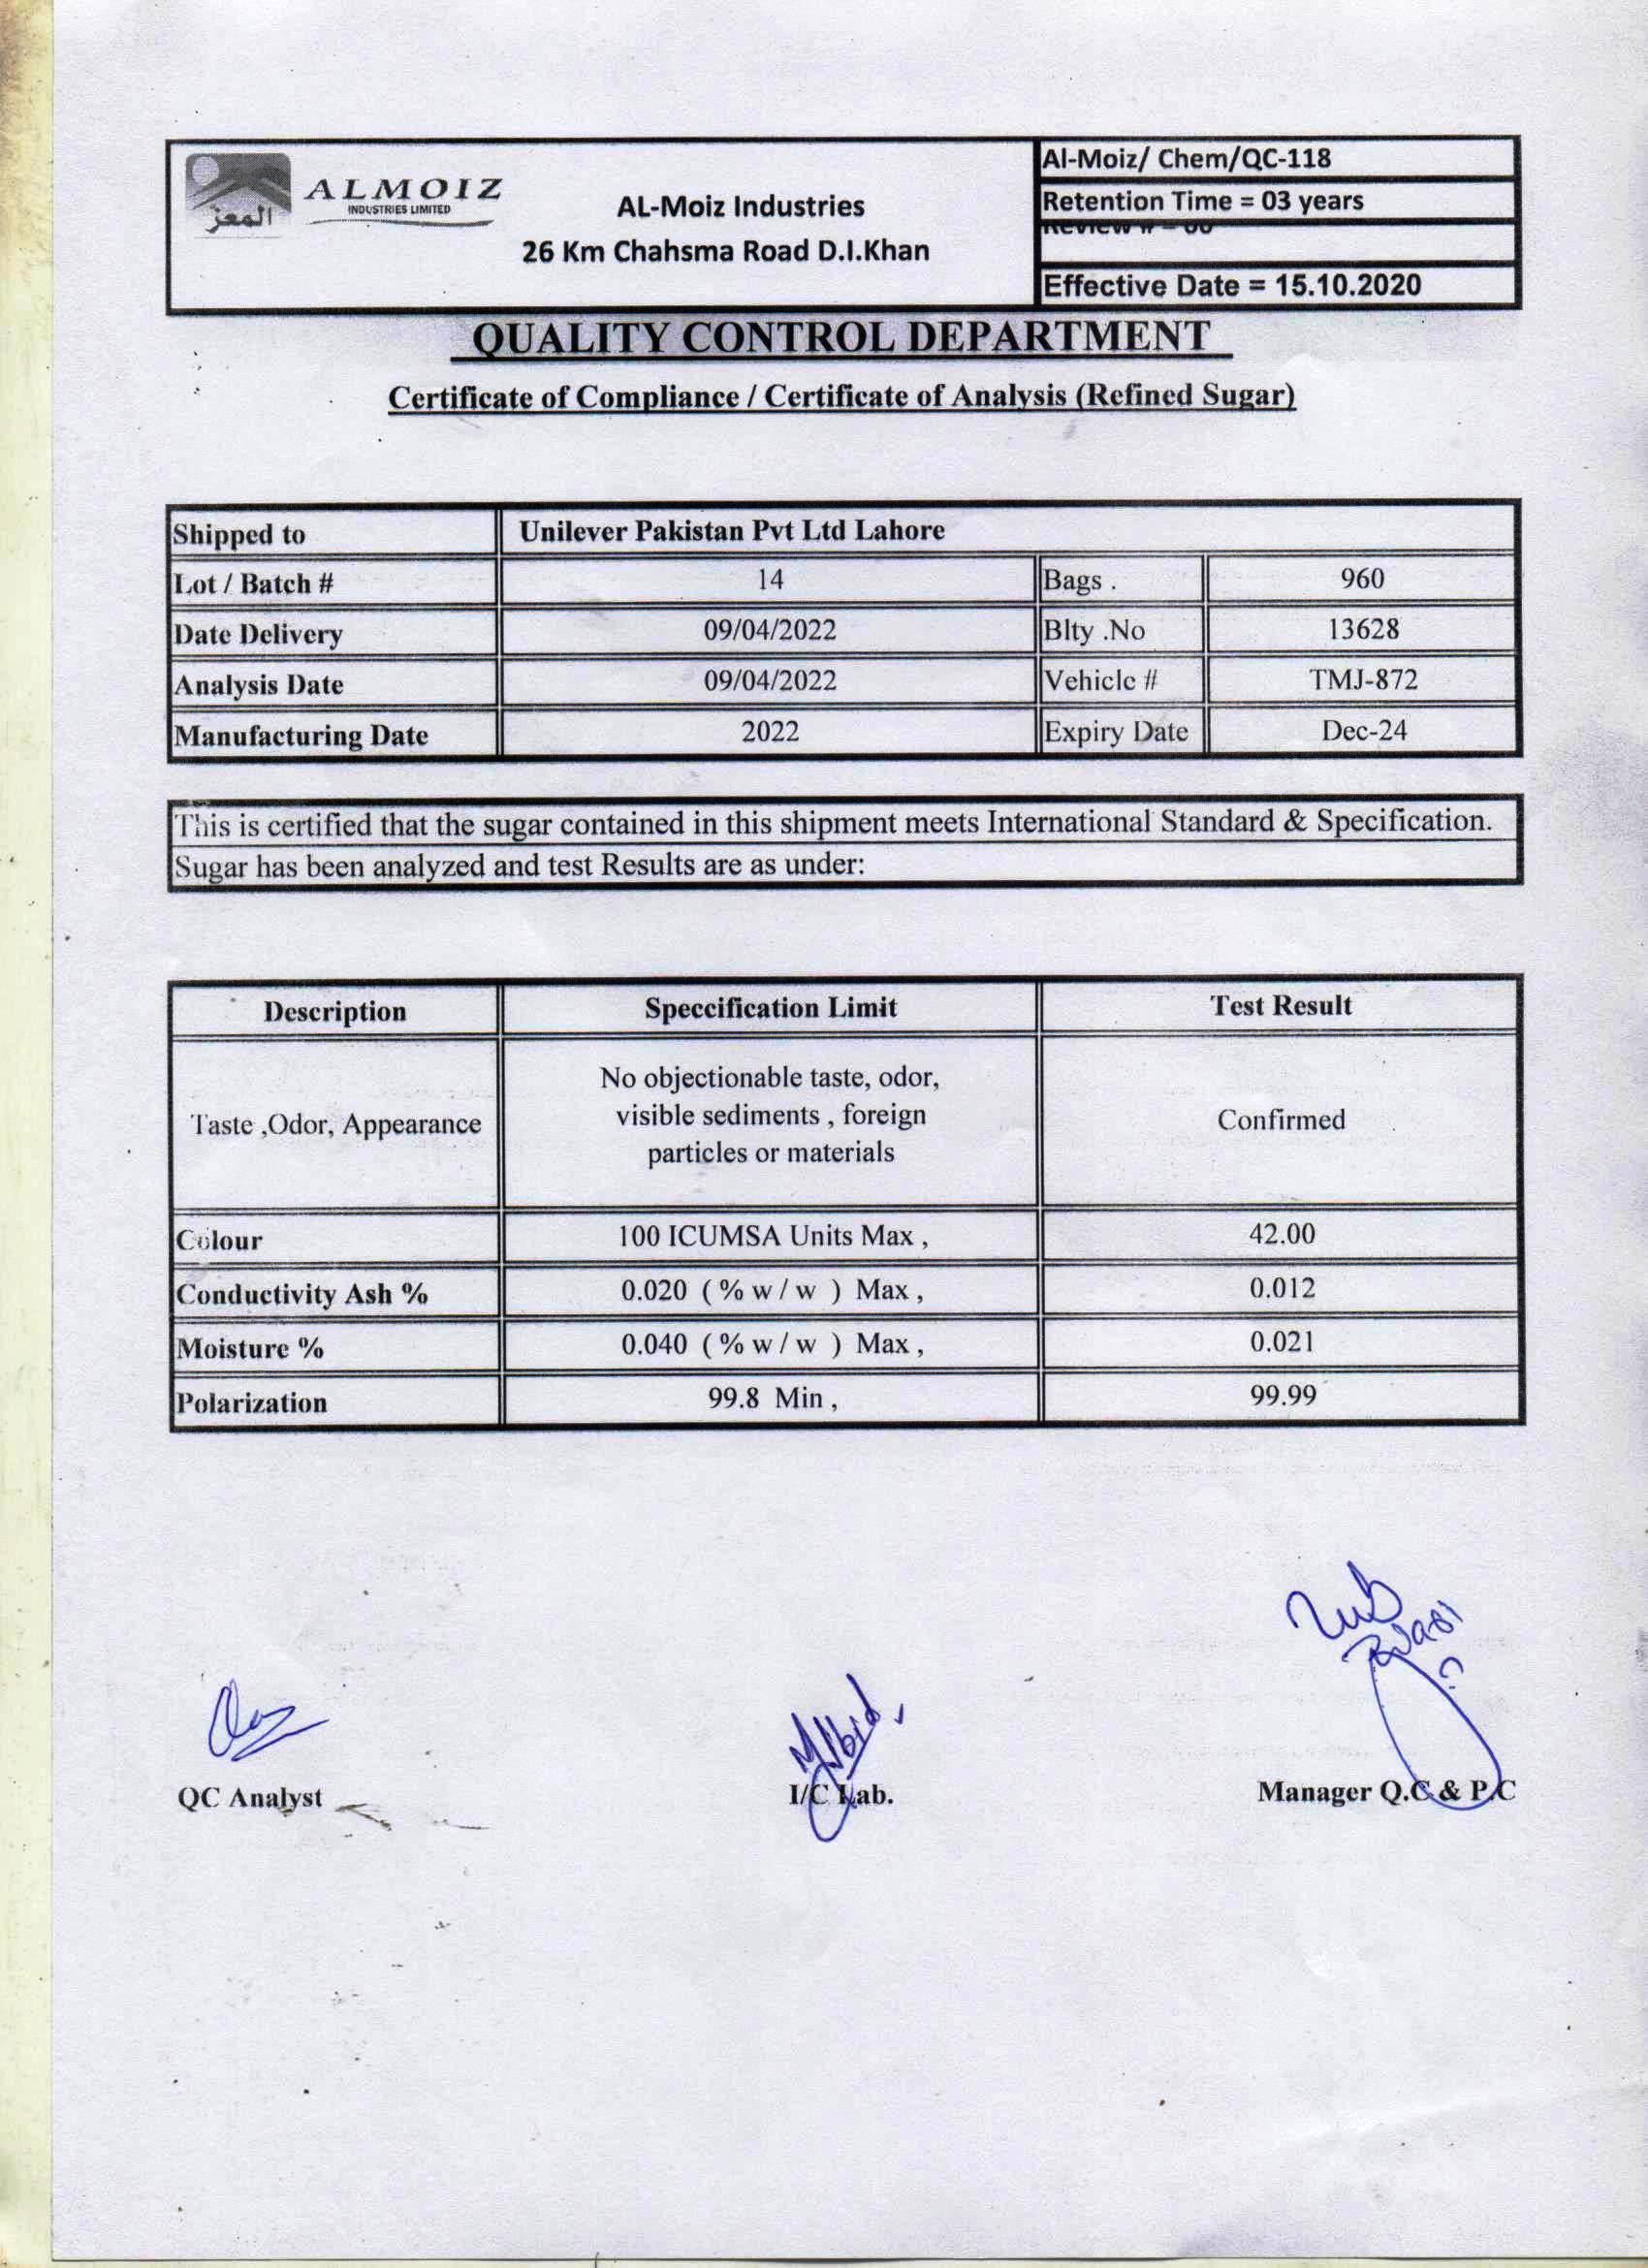 المعز
ALMOIZ
INDUSTRIES LIMITED
AL-Moiz Industries
26 Km Chahsma Road D.I.Khan
Al-Moiz/ Chem/QC-118
Retention Time = 03 years
Review # = 00
Effective Date = 15.10.2020
QUALITY CONTROL DEPARTMENT
Certificate of Compliance / Certificate of Analysis (Refined Sugar)
Shipped to Unilever Pakistan Pvt Ltd Lahore
Lot / Batch # 14 Bags . 960
Date Delivery 09/04/2022 Blty .No 13628
Analysis Date 09/04/2022 Vehicle # TMJ-872
Manufacturing Date 2022 Expiry Date Dec-24
This is certified that the sugar contained in this shipment meets International Standard & Specification.
Sugar has been analyzed and test Results are as under:
Description Speccification Limit Test Result
Taste ,Odor, Appearance
No objectionable taste, odor,
visible sediments , foreign
particles or materials
Confirmed
Colour 100 ICUMSA Units Max , 42.00
Conductivity Ash % 0.020 ( % w / w ) Max , 0.012
Moisture % 0.040 ( % w / w ) Max , 0.021
Polarization 99.8 Min , 99.99
QC Analyst I/C Lab. Manager Q.C & P.C